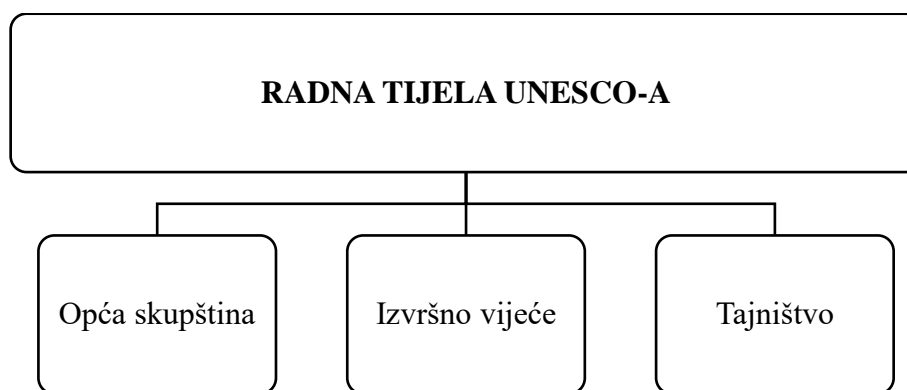 RADNA TIJELA UNESCO-A
Opća skupština
Izvršno vijeće
Tajništvo